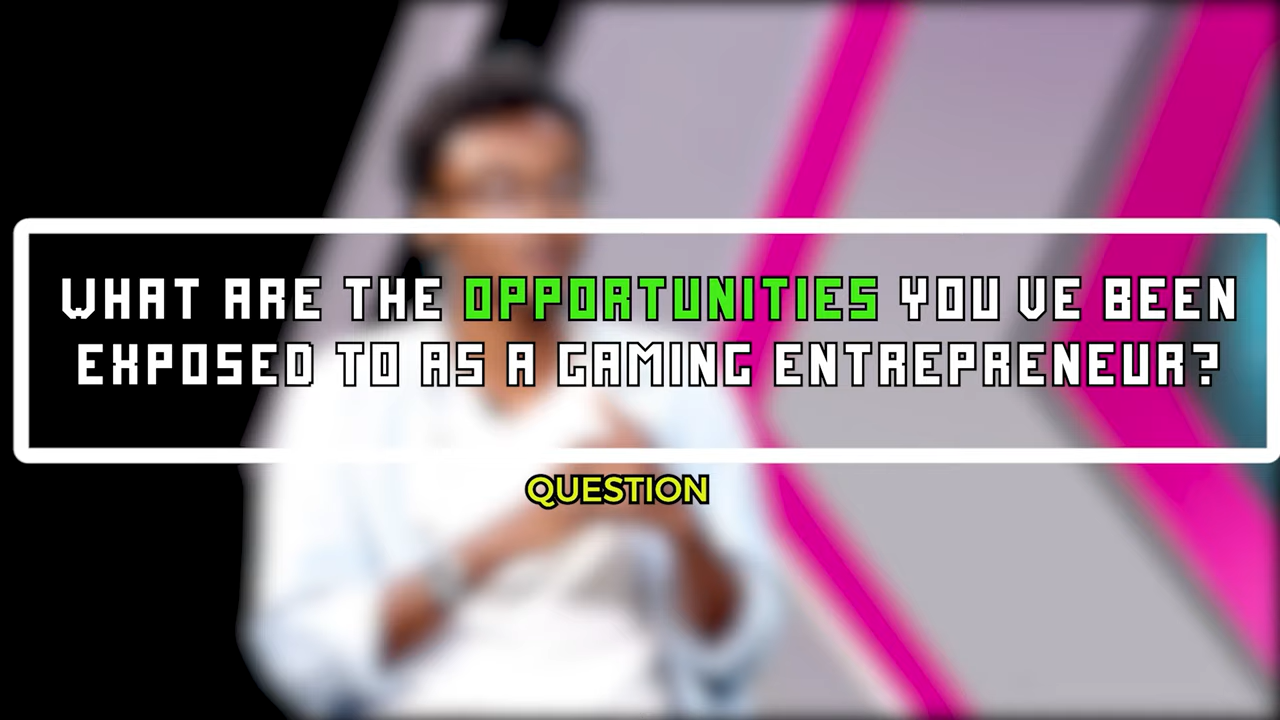 WHAT ARE THE OPPORTUNITIES YOU VE BEEN
EXPOSED TO AS A GAMING ENTREPRENEUR?
QUESTION